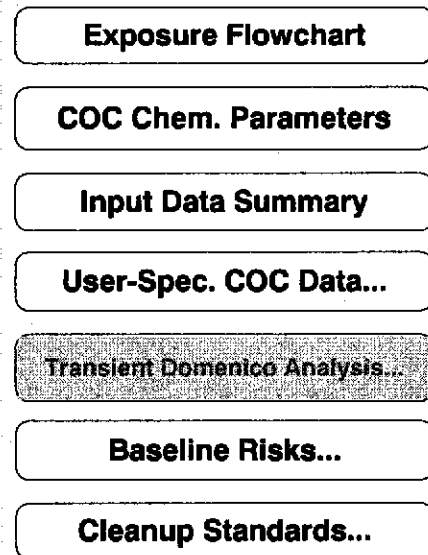 Exposure Flowchart
COC Chem. Parameters
Input Data Summary
User-Spec. COC Data...
Transient Domenico Analysis...
Baseline Risks...
Cleanup Standards...